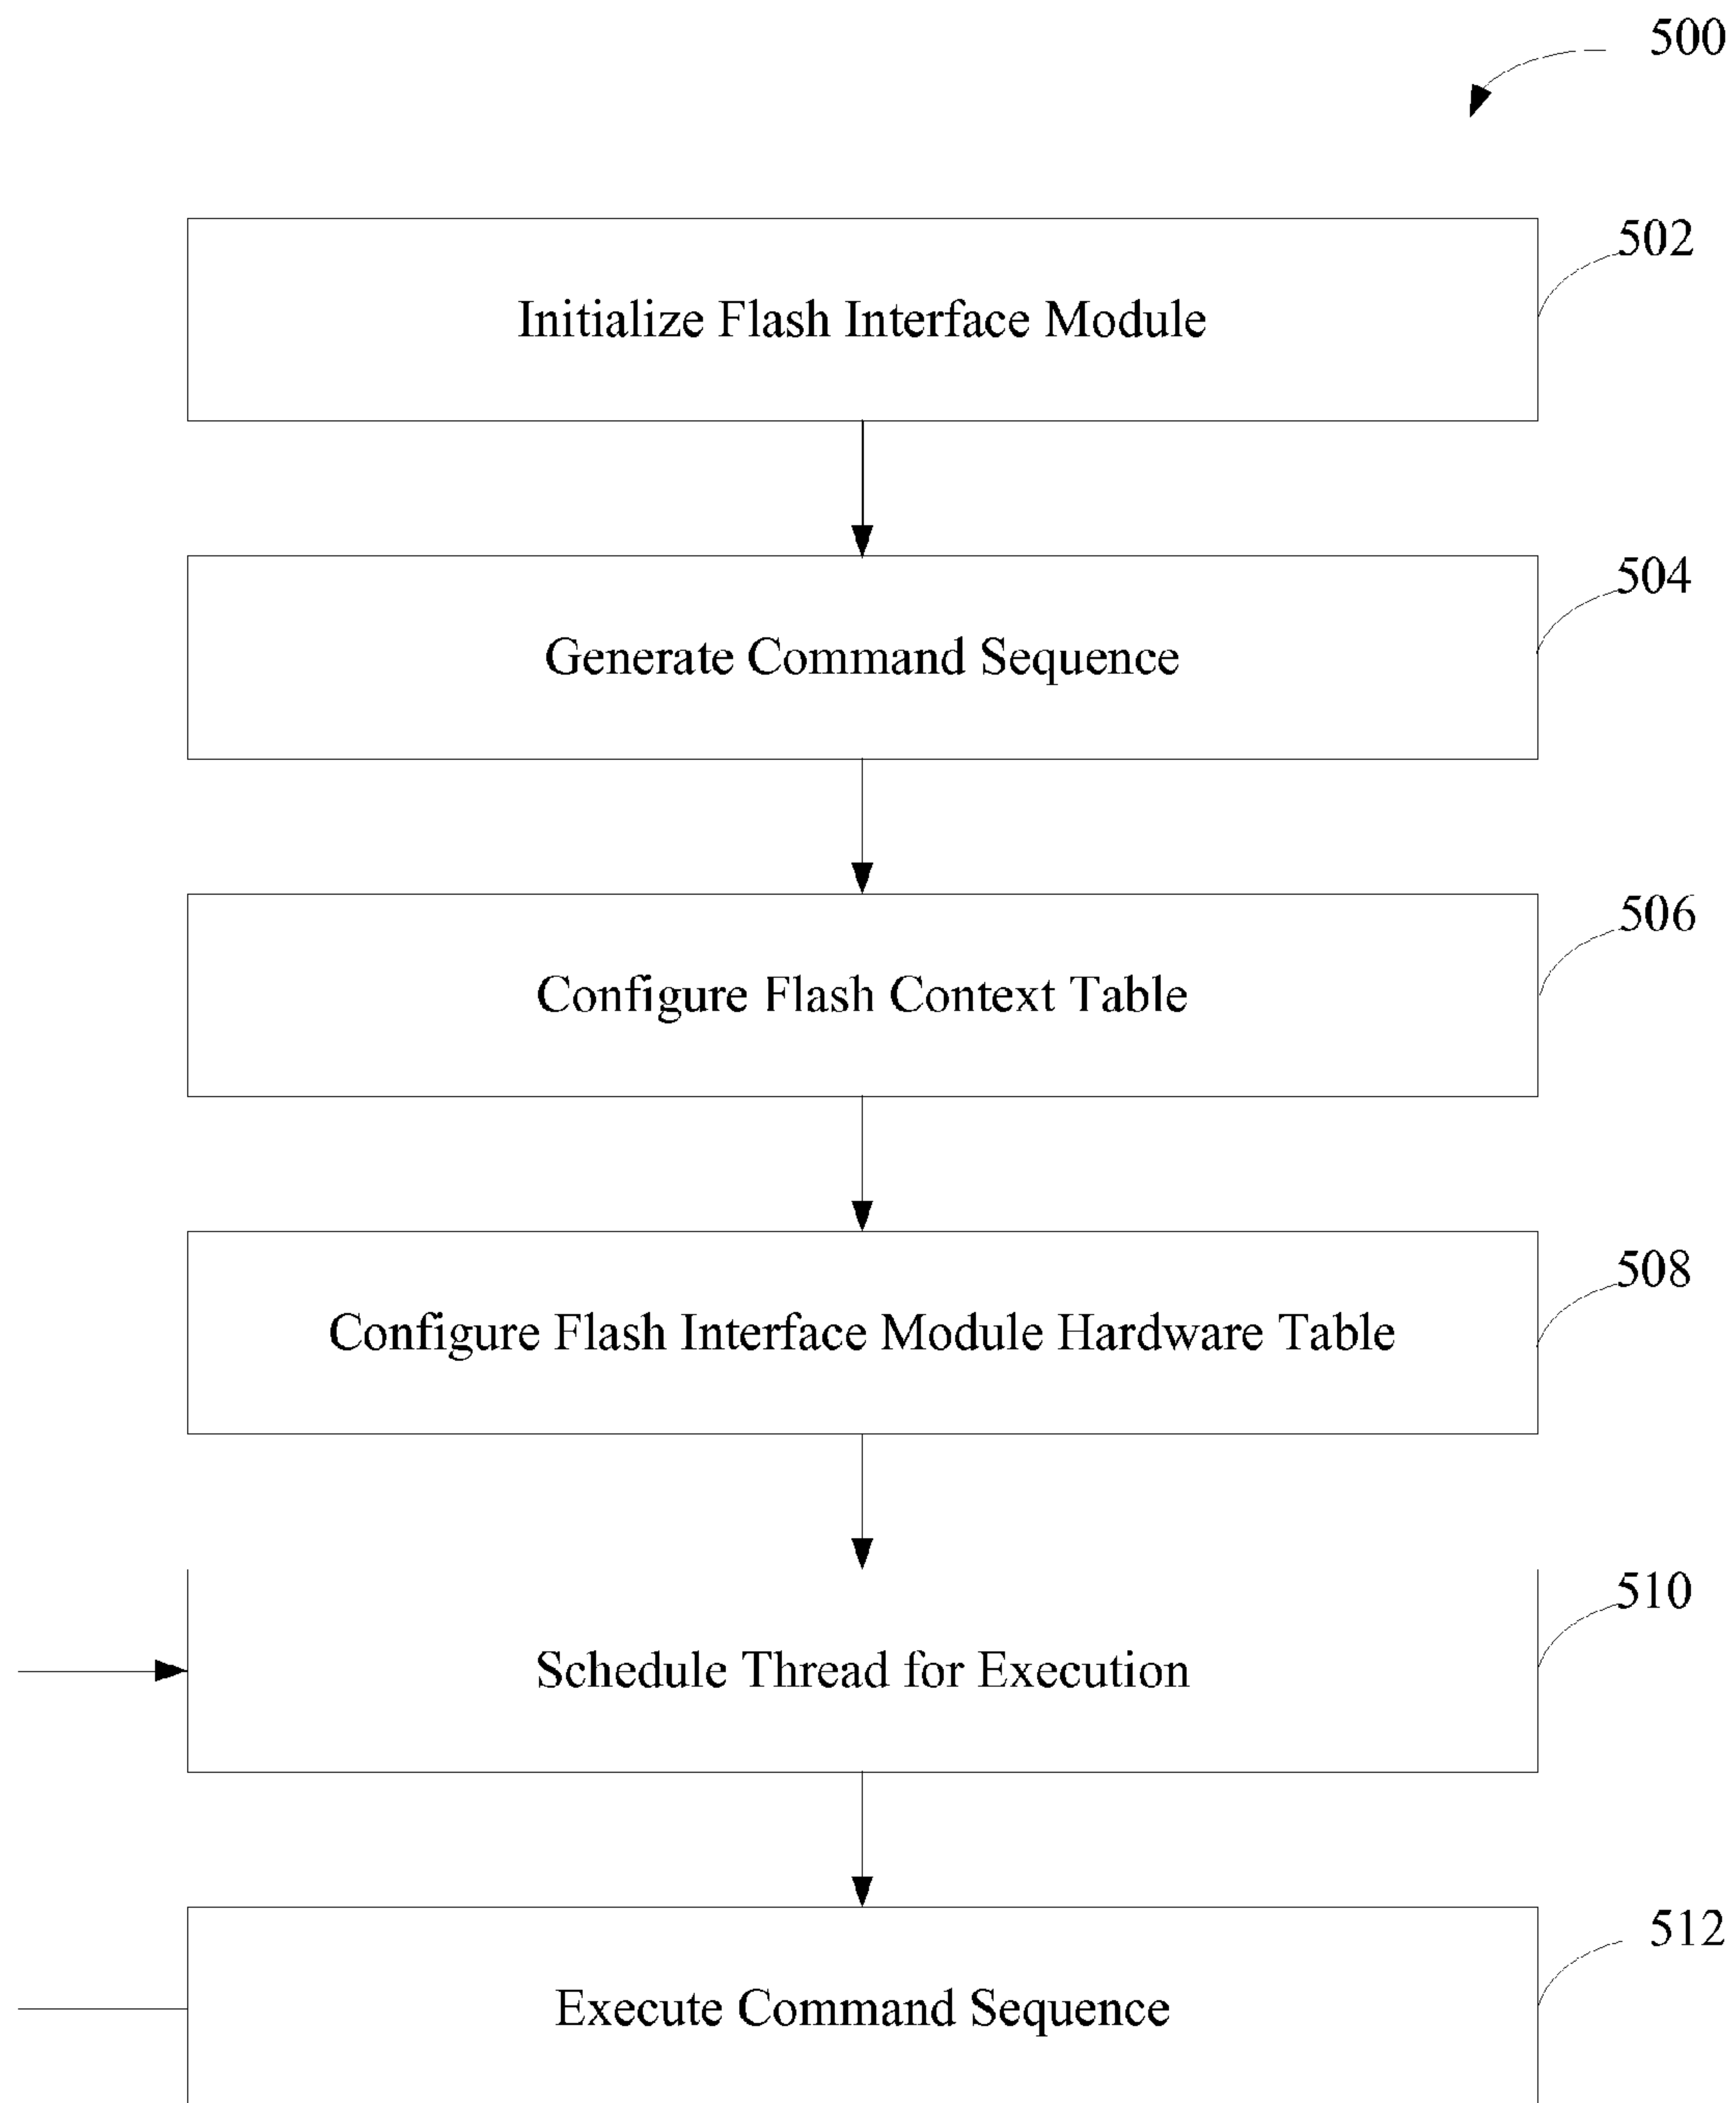 500
502
Initialize Flash Interface Module
504
Generate Command Sequence
506
Configure Flash Context Table
508
Configure Flash Interface Module Hardware Table
510
Schedule Thread for Execution
512
Execute Command Sequence